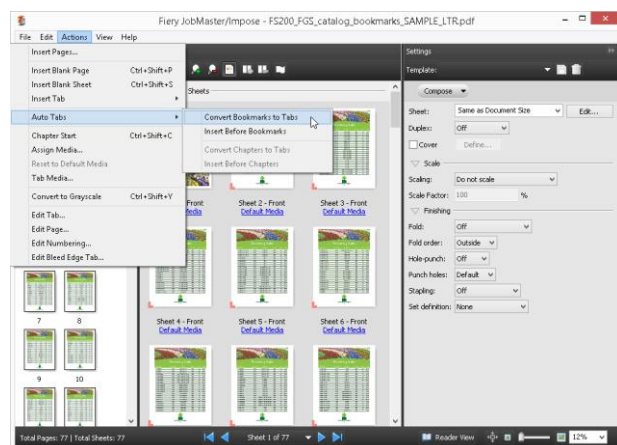 Fiery JobMaster/Impose - FS200_FGS_catalog_bookmarks_SAMPLE_LTR.pdf
File Edit Actions View Help
Insert Pages...
Insert Blank Page Ctrl+Shift+P
Insert Blank Sheet Ctrl+Shift+S
Insert Tab
Auto Tabs
Chapter Start Ctrl+Shift+C
Assign Media...
Reset to Default Media
Tab Media...
Convert to Grayscale Ctrl+Shift+Y
Edit Tab...
Edit Page...
Edit Numbering...
Edit Bleed Edge Tab...
Convert Bookmarks to Tabs
Insert Before Bookmarks
Convert Chapters to Tabs
Insert Before Chapters
Sheets
Front Sheet 2 - Front Sheet 3 - Front
Media Default Media Default Media
7 8
Sheet 4 - Front Sheet 5 - Front Sheet 6 - Front
Default Media Default Media Default Media
9 10
Settings
Template:
Compose
Sheet: Same as Document Size Edit...
Duplex: Off
Cover Define...
Scale
Scaling: Do not scale
Scale Factor: 100 %
Finishing
Fold: Off
Fold order: Outside
Hole-punch: Off
Punch holes: Default
Stapling: Off
Set definition: None
Total Pages: 77 | Total Sheets: 77 Sheet 1 of 77 Reader View 12%